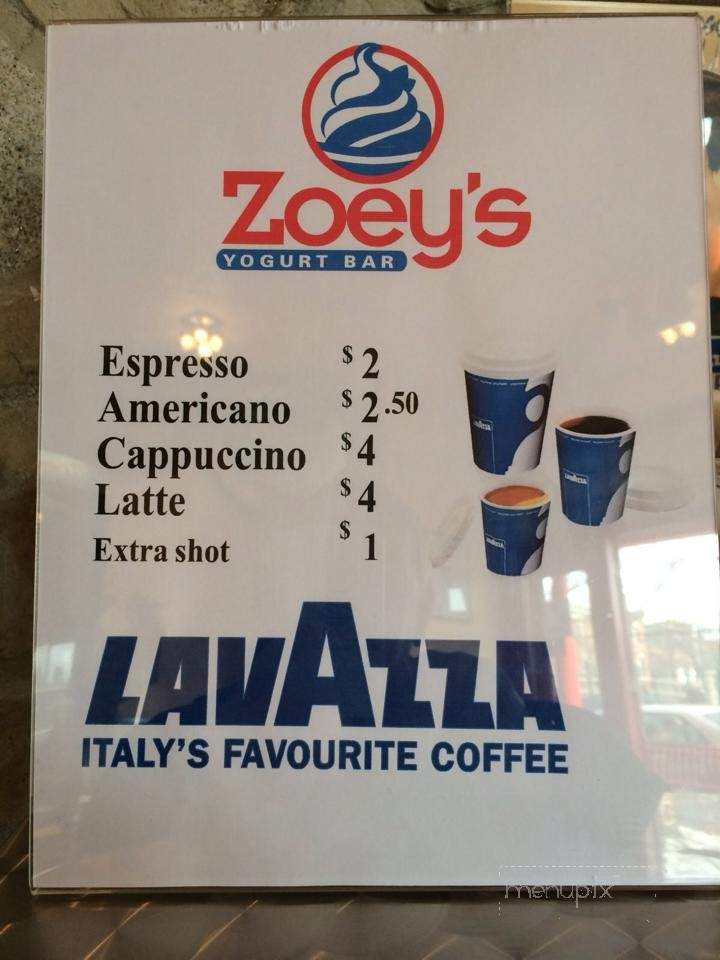 Zoey's
YOGURT BAR
Espresso $2
Americano $2.50
Cappuccino $4
Latte $4
Extra shot $1
LAVAZZA
ITALY'S FAVOURITE COFFEE
menupix